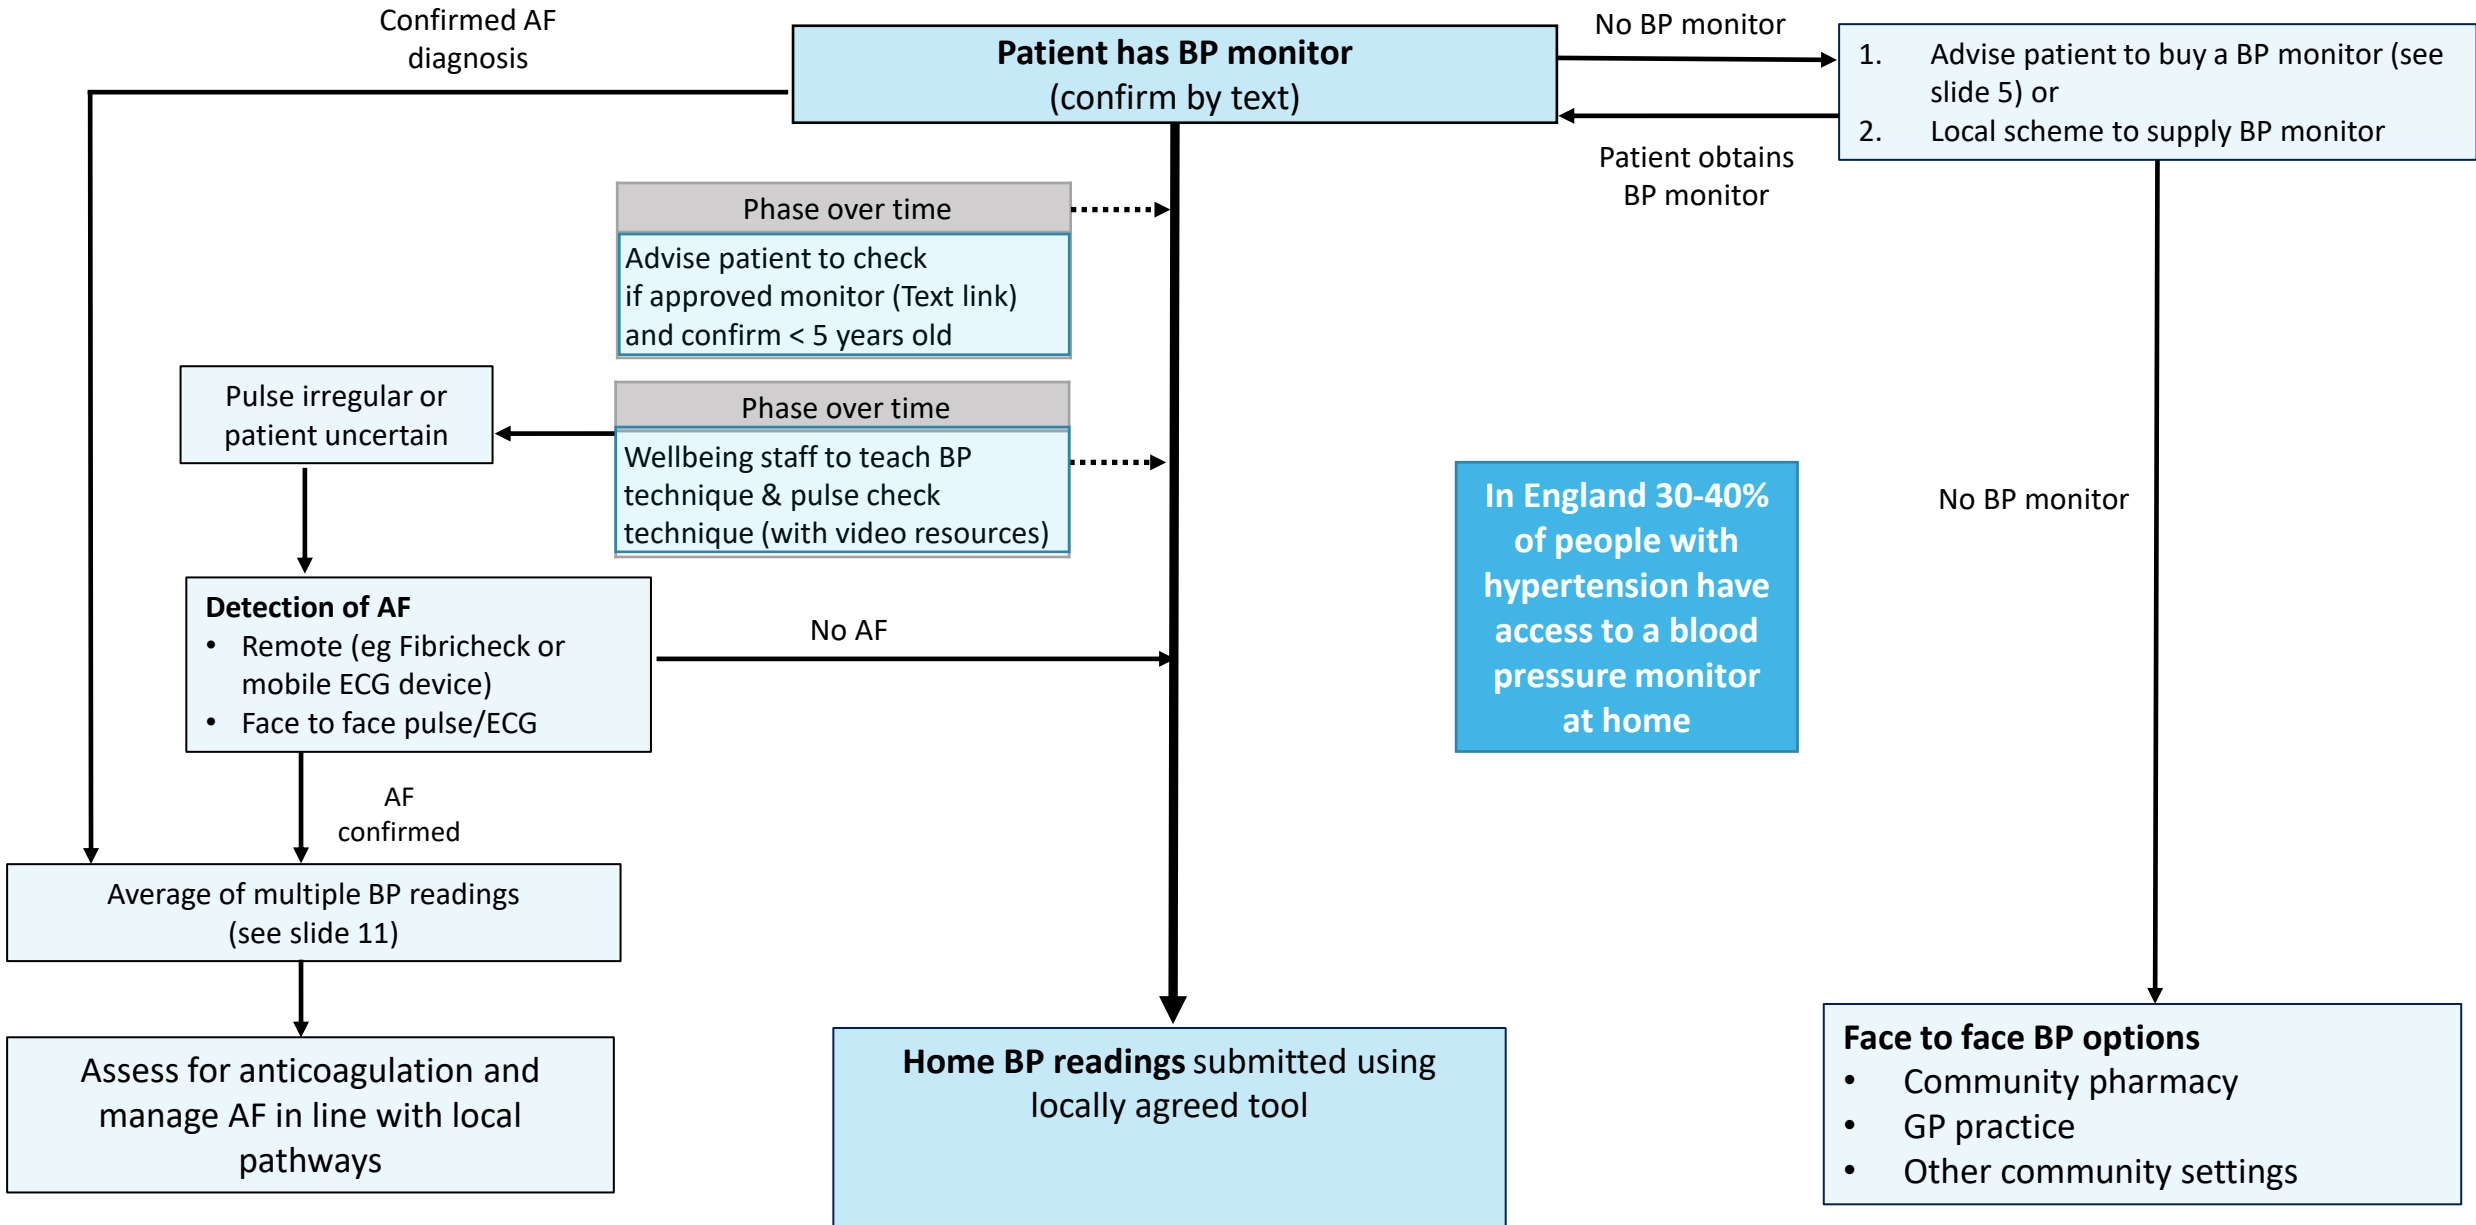 Confirmed AF
diagnosis
Patient has BP monitor
(confirm by text)
No BP monitor
1. Advise patient to buy a BP monitor (see
slide 5) or
2. Local scheme to supply BP monitor
Patient obtains
BP monitor
Phase over time
Advise patient to check
if approved monitor (Text link)
and confirm < 5 years old
Pulse irregular or
patient uncertain
Phase over time
Wellbeing staff to teach BP
technique & pulse check
technique (with video resources)
In England 30-40%
of people with
hypertension have
access to a blood
pressure monitor
at home
No BP monitor
Detection of AF
• Remote (eg Fibricheck or
mobile ECG device)
• Face to face pulse/ECG
No AF
AF
confirmed
Average of multiple BP readings
(see slide 11)
Assess for anticoagulation and
manage AF in line with local
pathways
Home BP readings submitted using
locally agreed tool
Face to face BP options
• Community pharmacy
• GP practice
• Other community settings